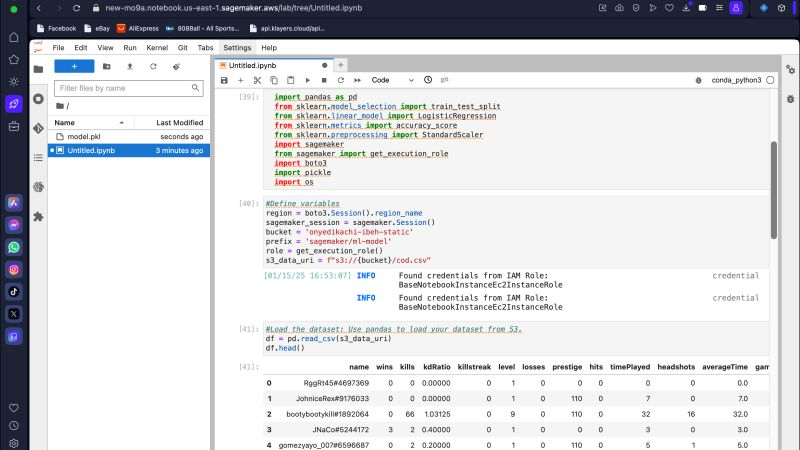 new-mo9a.notebook.us-east-1.sagemaker.aws/lab/tree/Untitled.ipynb
Facebook eBay AliExpress 808Ball - All Sports... api.klayers.cloud/api...
File Edit View Run Kernel Git Tabs Settings Help
Filter files by name
/
Name Last Modified
model.pkl seconds ago
Untitled.ipynb 3 minutes ago
Untitled.ipynb
Code git conda_python3
[39]: import pandas as pd
from sklearn.model_selection import train_test_split
from sklearn.linear_model import LogisticRegression
from sklearn.metrics import accuracy_score
from sklearn.preprocessing import StandardScaler
import sagemaker
from sagemaker import get_execution_role
import boto3
import pickle
import os
[40]: #Define variables
region = boto3.Session().region_name
sagemaker_session = sagemaker.Session()
bucket = 'onyedikachi-ibeh-static'
prefix = 'sagemaker/ml-model'
role = get_execution_role()
s3_data_uri = f"s3://{bucket}/cod.csv"
[01/15/25 16:53:07] INFO Found credentials from IAM Role: credential
BaseNotebookInstanceEc2InstanceRole
INFO Found credentials from IAM Role: credential
BaseNotebookInstanceEc2InstanceRole
[41]: #Load the dataset: Use pandas to load your dataset from S3.
df = pd.read_csv(s3_data_uri)
df.head()
[41]: name wins kills kdRatio killstreak level losses prestige hits timePlayed headshots averageTime gam
0 RggRt45#4697369 0 0 0.00000 0 1 0 0 0 0 0 0.0
1 JohniceRex#9176033 0 0 0.00000 0 1 0 110 0 7 0 7.0
2 bootybootykill#1892064 0 66 1.03125 0 9 0 110 0 32 16 32.0
3 JNaCo#5244172 3 2 0.40000 0 1 0 0 0 3 0 3.0
4 gomezyayo_007#6596687 0 2 0.20000 0 1 0 110 0 5 1 5.0